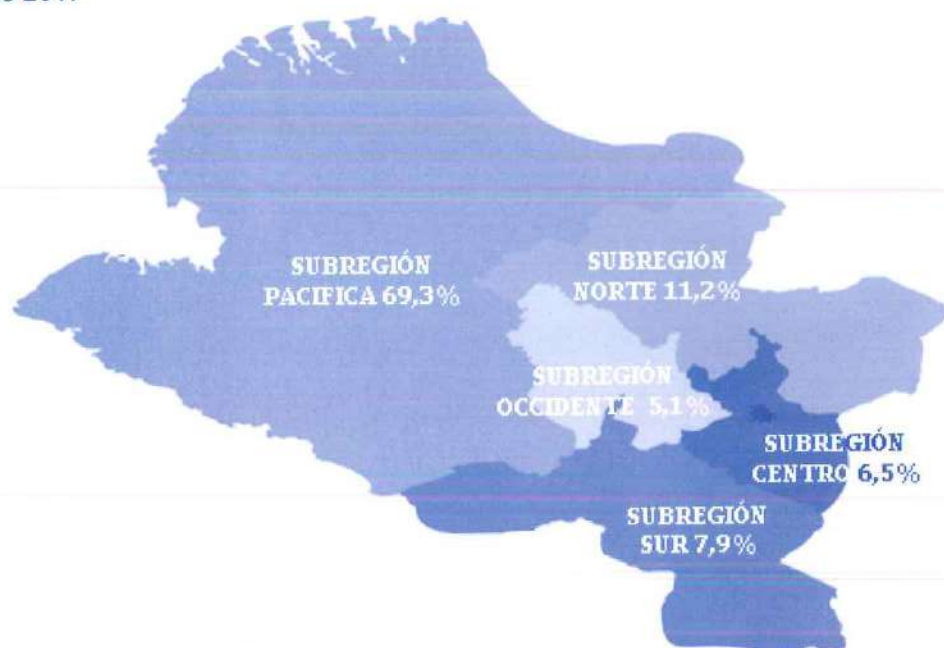 SUBREGIÓN
PACIFICA 69,3%
SUBREGIÓN
NORTE 11,2%
SUBREGIÓN
OCCIDENTE 5,1%
SUBREGIÓN
CENTRO 6,5%
SUBREGIÓN
SUR 7,9%